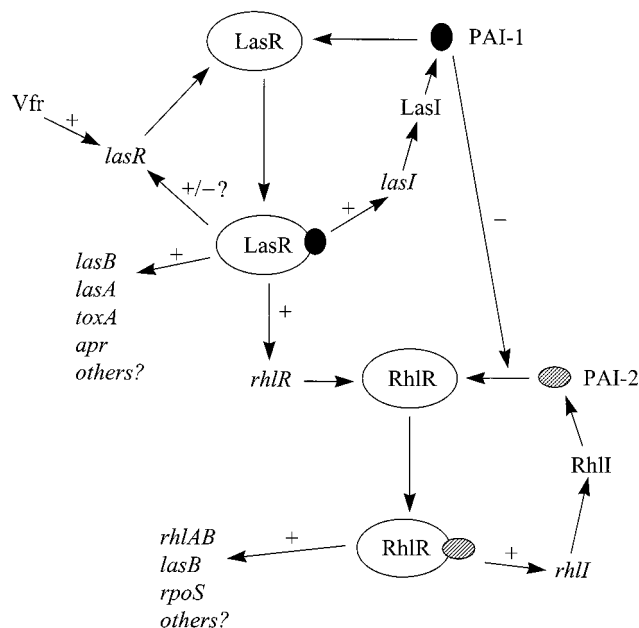 LasR
PAI-1
Vfr
+
LasI
lasR
lasI
+/−?
+
−
LasR
+
lasB
lasA
toxA
apr
others?
+
rhlR
RhlR
PAI-2
RhlI
rhlAB
lasB
rpoS
others?
+
RhlR
+
rhlI